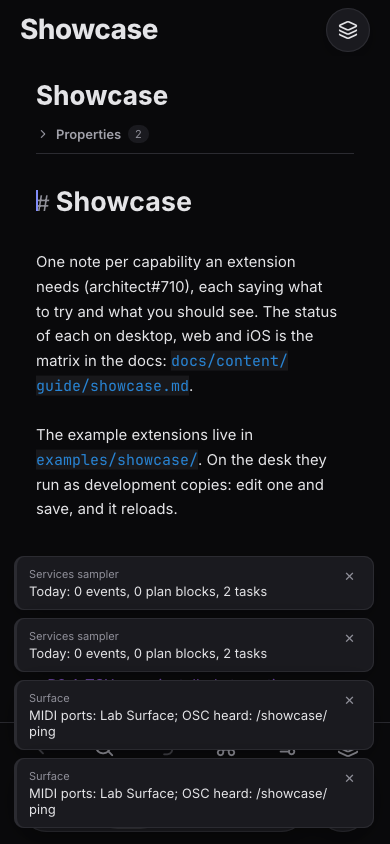 Showcase
Showcase
Properties 2
# Showcase
One note per capability an extension
needs (architect#710), each saying what
to try and what you should see. The status
of each on desktop, web and iOS is the
matrix in the docs: docs/content/
guide/showcase.md.
The example extensions live in
examples/showcase/. On the desk they
run as development copies: edit one and
save, and it reloads.
Services sampler
Today: 0 events, 0 plan blocks, 2 tasks
Services sampler
Today: 0 events, 0 plan blocks, 2 tasks
Surface
MIDI ports: Lab Surface; OSC heard: /showcase/
ping
Surface
MIDI ports: Lab Surface; OSC heard: /showcase/
ping